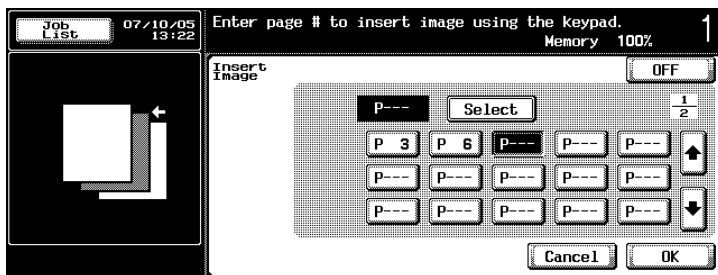 Job
List
07/10/05
13:22
Enter page # to insert image using the keypad.
Memory 100%
1
Insert
Image
OFF
P---
Select
1
2
P 3
P 6
P---
P---
P---
P---
P---
P---
P---
P---
P---
P---
P---
P---
P---
Cancel
OK